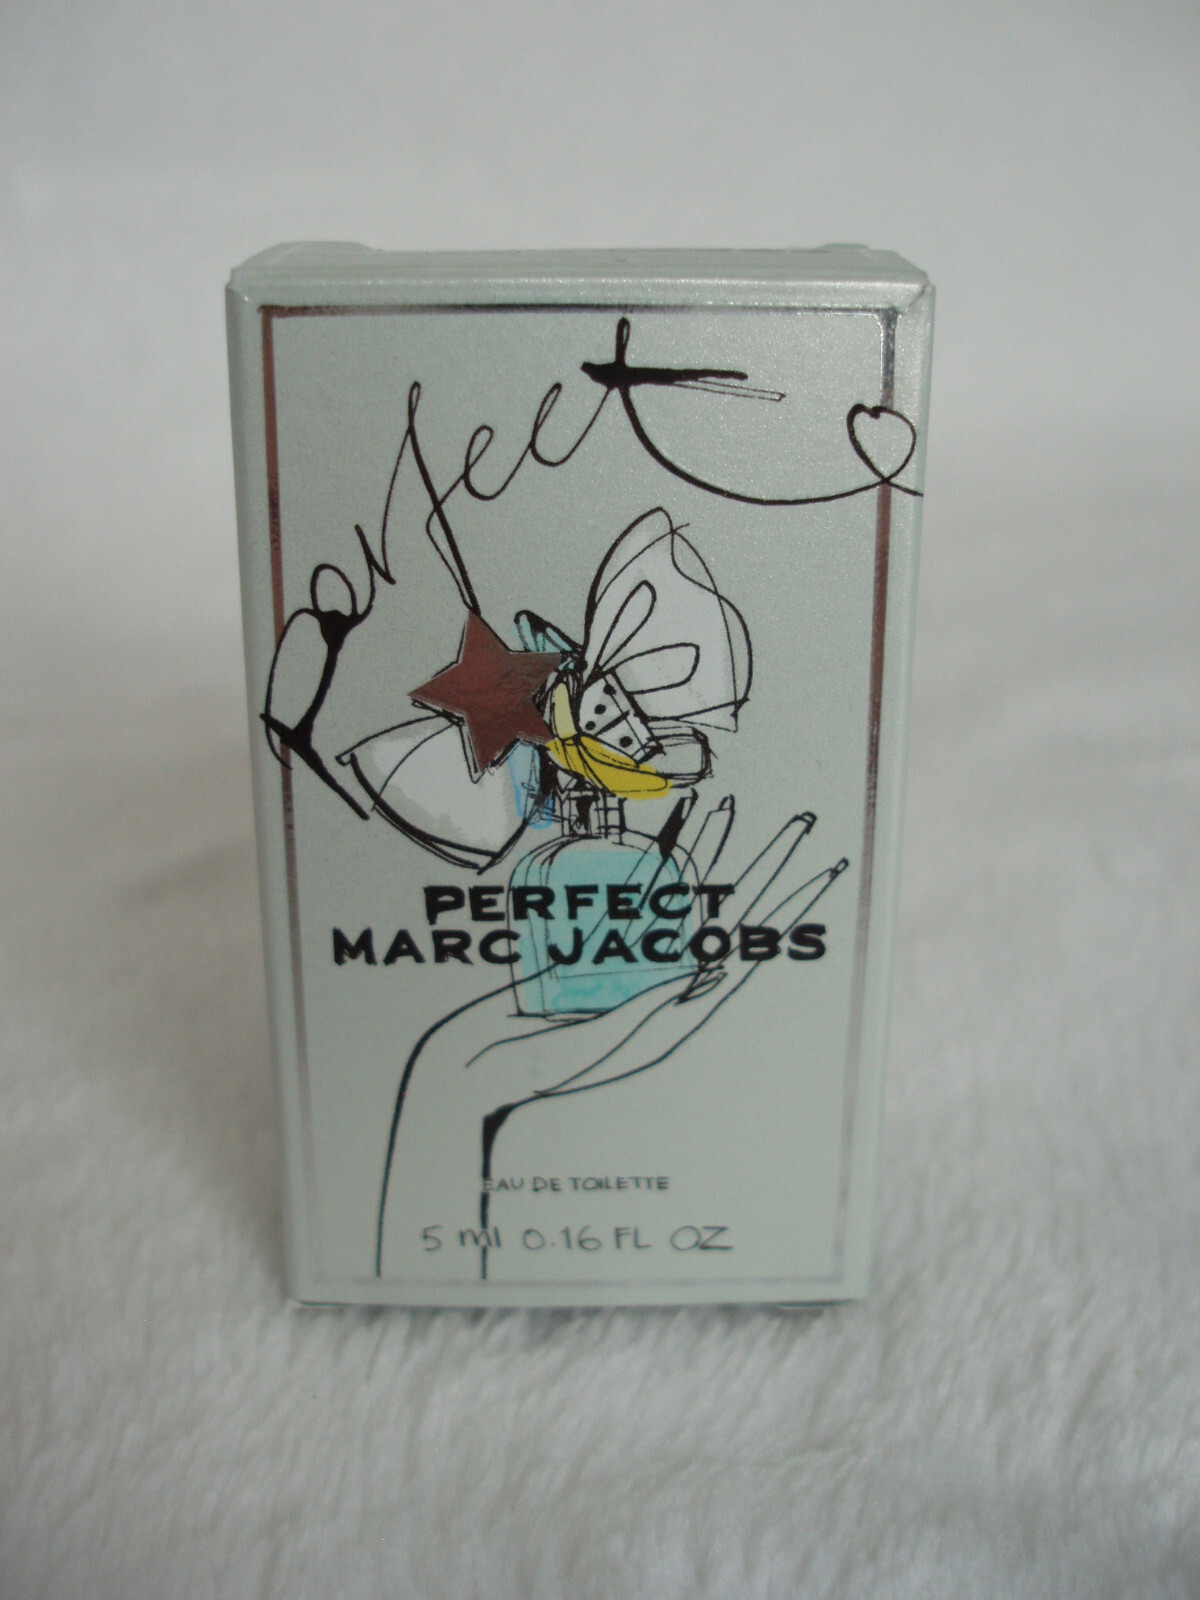 Perfect
PERFECT
MARC JACOBS
EAU DE TOILETTE
5 ml 0.16 FL OZ